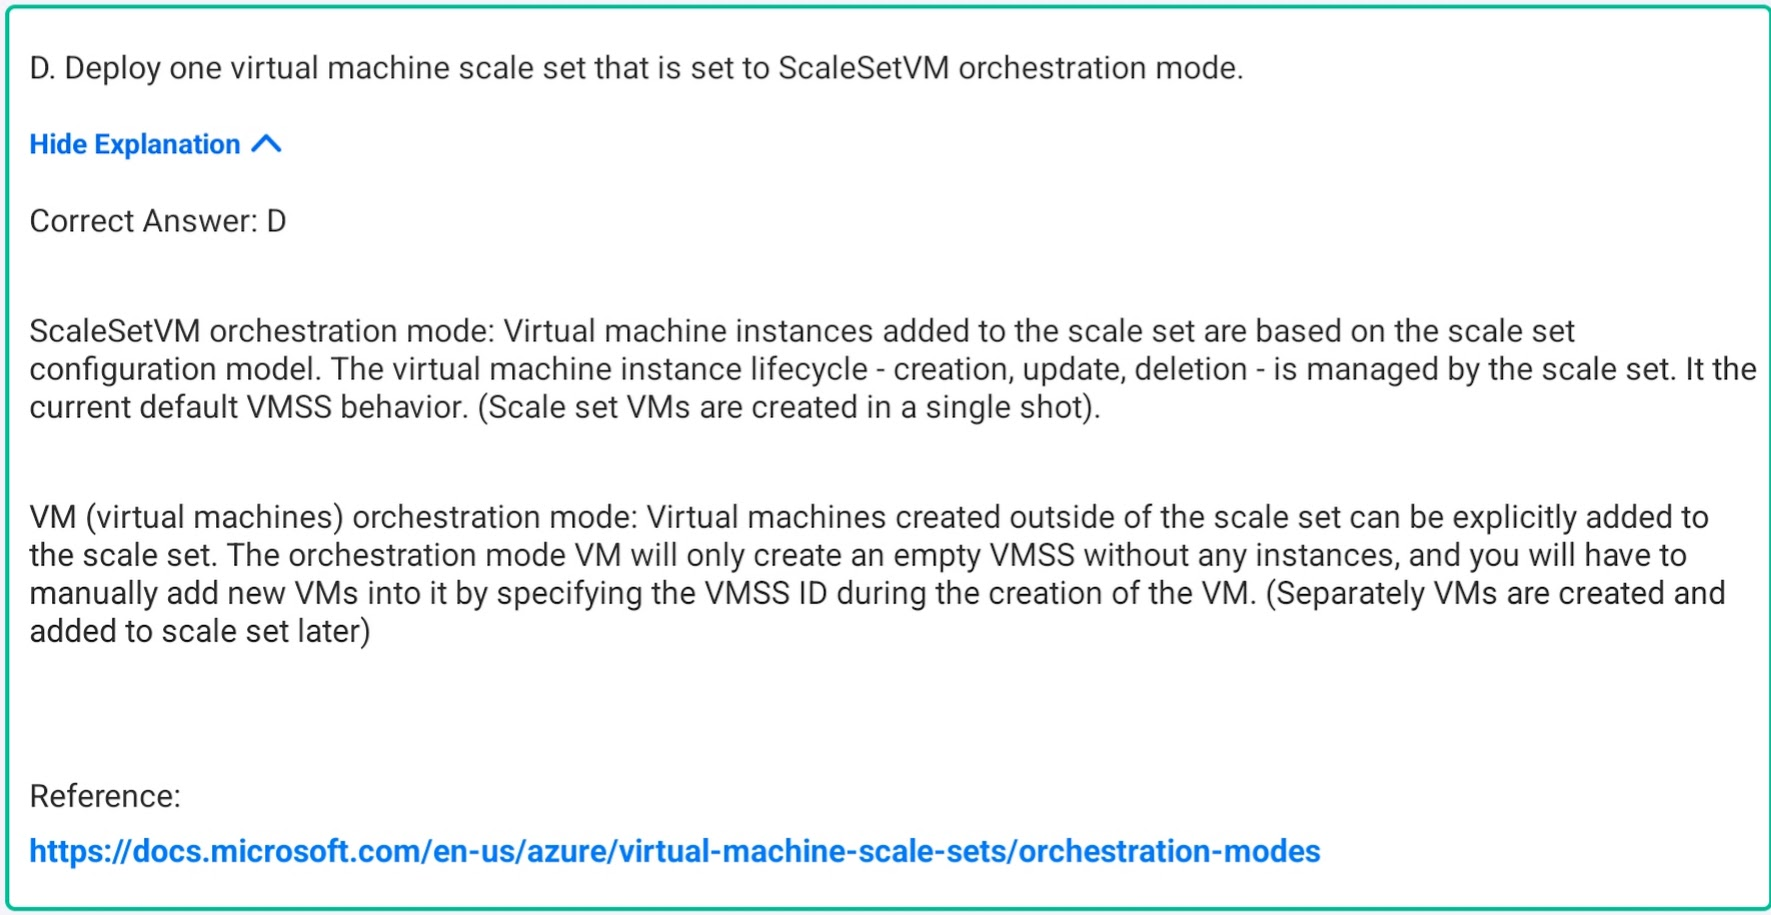 D. Deploy one virtual machine scale set that is set to ScaleSetVM orchestration mode.
Hide Explanation
Correct Answer: D
ScaleSetVM orchestration mode: Virtual machine instances added to the scale set are based on the scale set
configuration model. The virtual machine instance lifecycle - creation, update, deletion - is managed by the scale set. It the
current default VMSS behavior. (Scale set VMs are created in a single shot).
VM (virtual machines) orchestration mode: Virtual machines created outside of the scale set can be explicitly added to
the scale set. The orchestration mode VM will only create an empty VMSS without any instances, and you will have to
manually add new VMs into it by specifying the VMSS ID during the creation of the VM. (Separately VMs are created and
added to scale set later)
Reference:
https://docs.microsoft.com/en-us/azure/virtual-machine-scale-sets/orchestration-modes